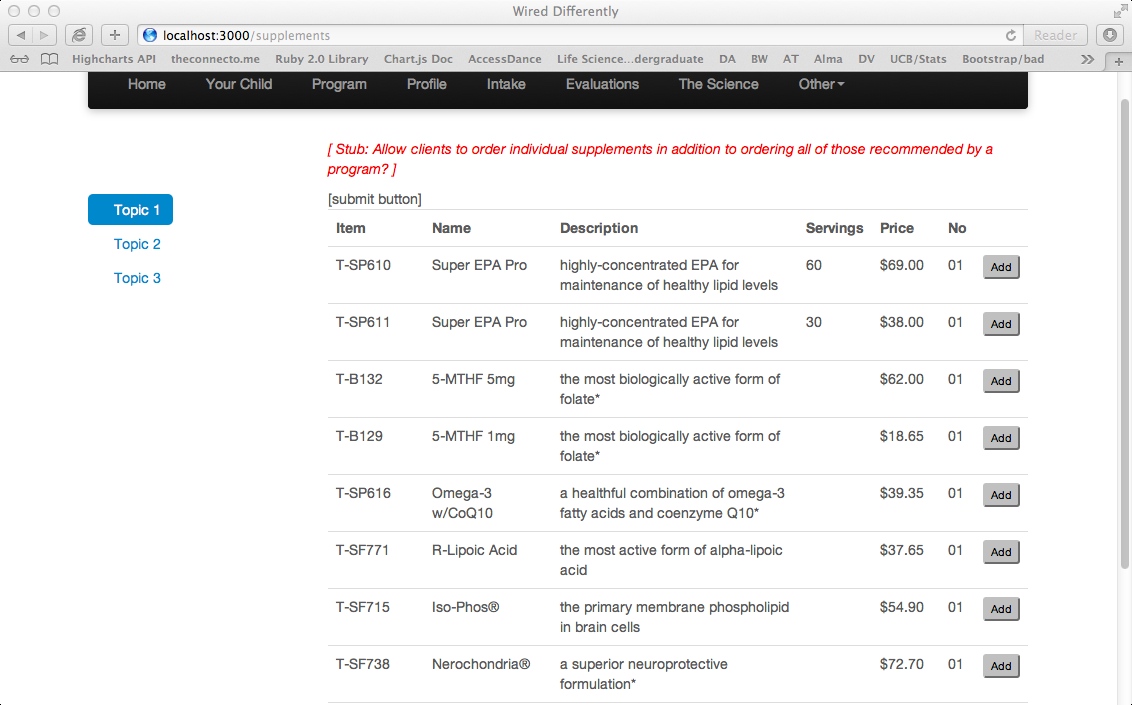 Wired Differently
localhost:3000/supplements
Reader
Highcharts API theconnecto.me Ruby 2.0 Library Chart.js Doc AccessDance Life Science...dergraduate DA BW AT Alma DV UCB/Stats Bootstrap/bad
Home Your Child Program Profile Intake Evaluations The Science Other
[ Stub: Allow clients to order individual supplements in addition to ordering all of those recommended by a
program? ]
[submit button]
Topic 1
Topic 2
Topic 3
Item Name Description Servings Price No
T-SP610 Super EPA Pro highly-concentrated EPA for 60 $69.00 01 Add
maintenance of healthy lipid levels
T-SP611 Super EPA Pro highly-concentrated EPA for 30 $38.00 01 Add
maintenance of healthy lipid levels
T-B132 5-MTHF 5mg the most biologically active form of $62.00 01 Add
folate*
T-B129 5-MTHF 1mg the most biologically active form of $18.65 01 Add
folate*
T-SP616 Omega-3 a healthful combination of omega-3 $39.35 01 Add
w/CoQ10 fatty acids and coenzyme Q10*
T-SF771 R-Lipoic Acid the most active form of alpha-lipoic $37.65 01 Add
acid
T-SF715 Iso-Phos® the primary membrane phospholipid $54.90 01 Add
in brain cells
T-SF738 Nerochondria® a superior neuroprotective $72.70 01 Add
formulation*